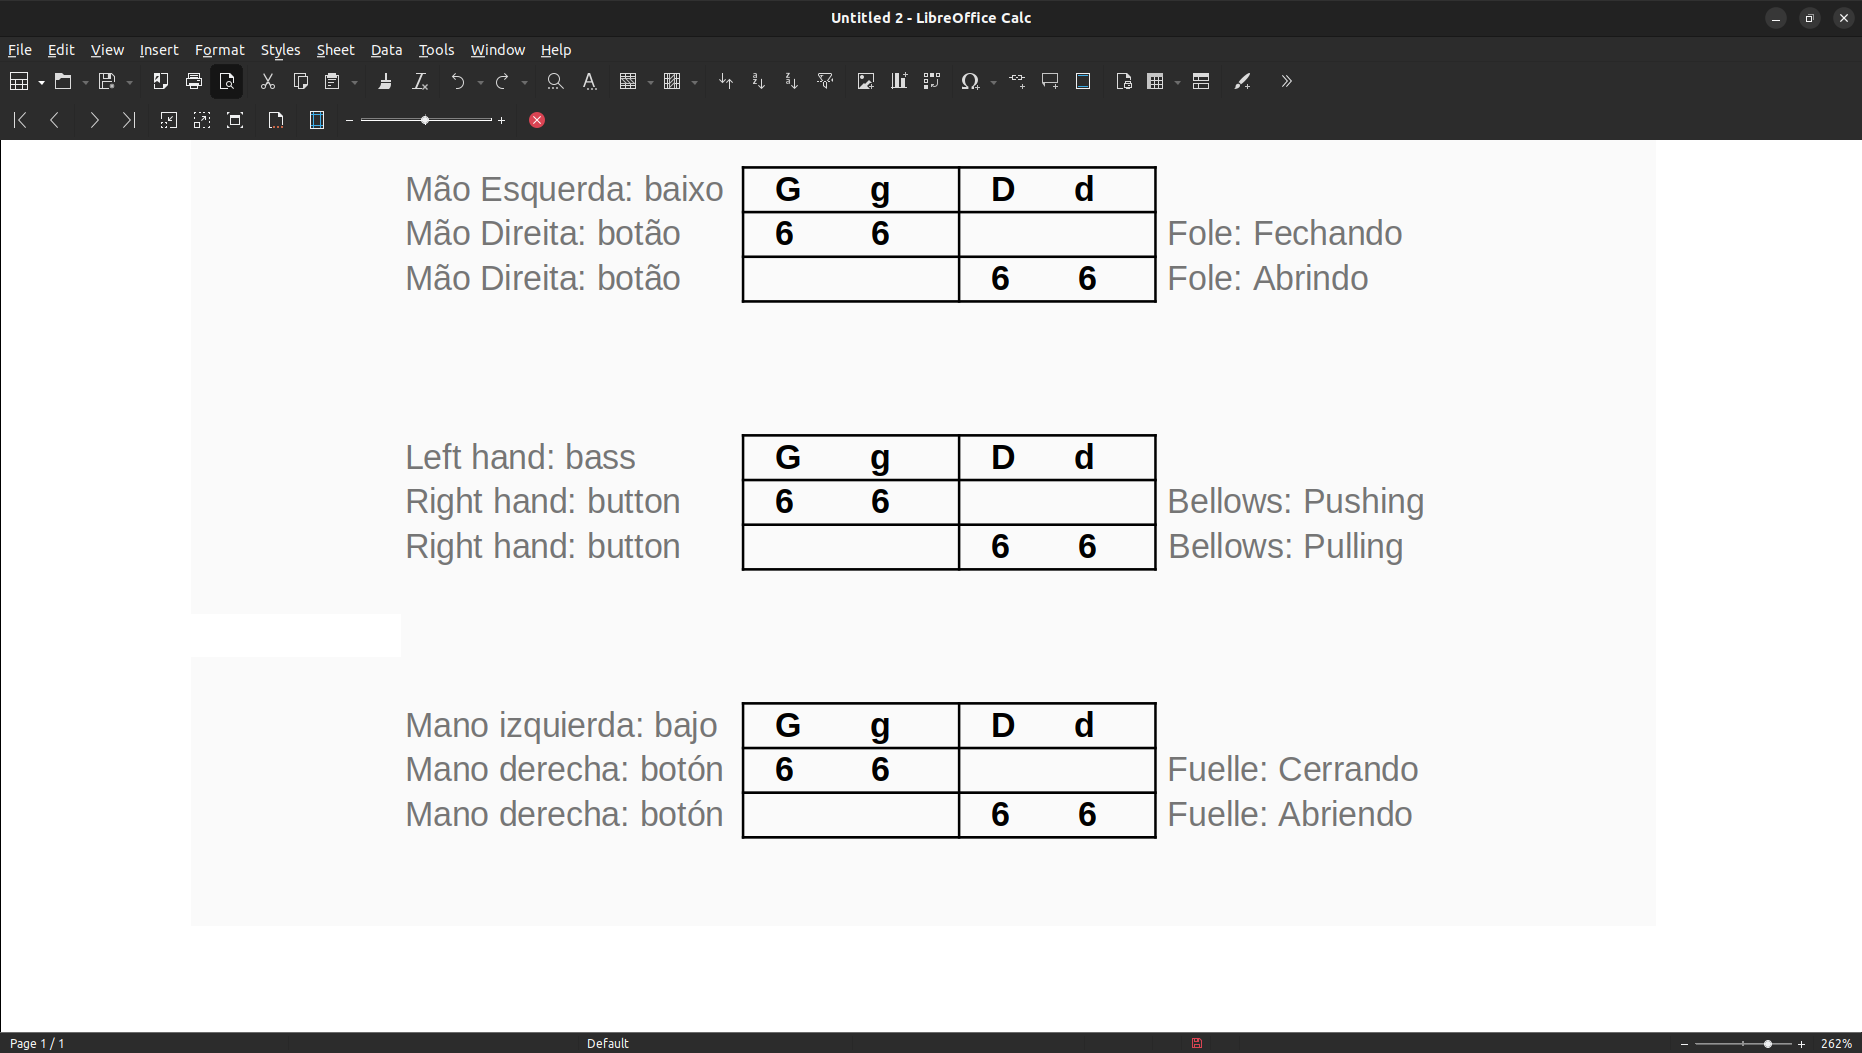 Untitled 2 - LibreOffice Calc
File Edit View Insert Format Styles Sheet Data Tools Window Help
Mão Esquerda: baixo G g D d
Mão Direita: botão 6 6 Fole: Fechando
Mão Direita: botão 6 6 Fole: Abrindo
Left hand: bass G g D d
Right hand: button 6 6 Bellows: Pushing
Right hand: button 6 6 Bellows: Pulling
Mano izquierda: bajo G g D d
Mano derecha: botón 6 6 Fuelle: Cerrando
Mano derecha: botón 6 6 Fuelle: Abriendo
Page 1 / 1 Default 262%